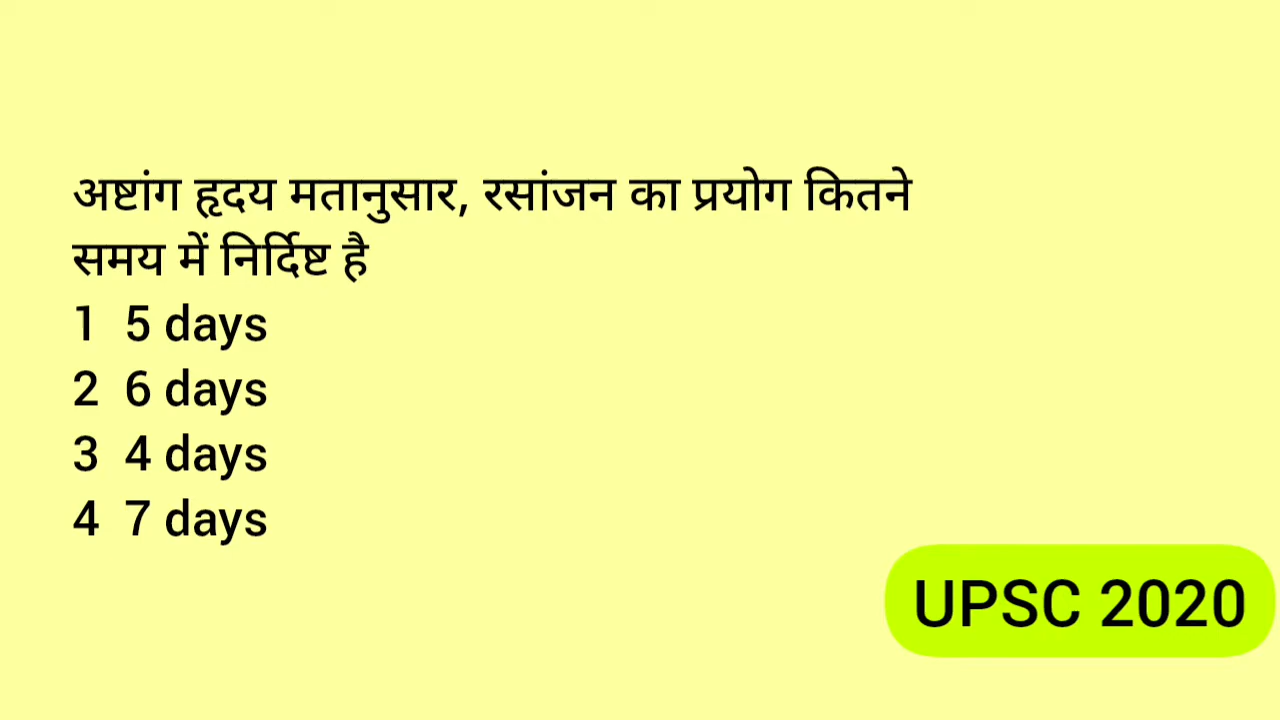 अष्टांग हृदय मतानुसार, रसांजन का प्रयोग कितने
समय में निर्दिष्ट है
1 5 days
2 6 days
3 4 days
4 7 days
UPSC 2020